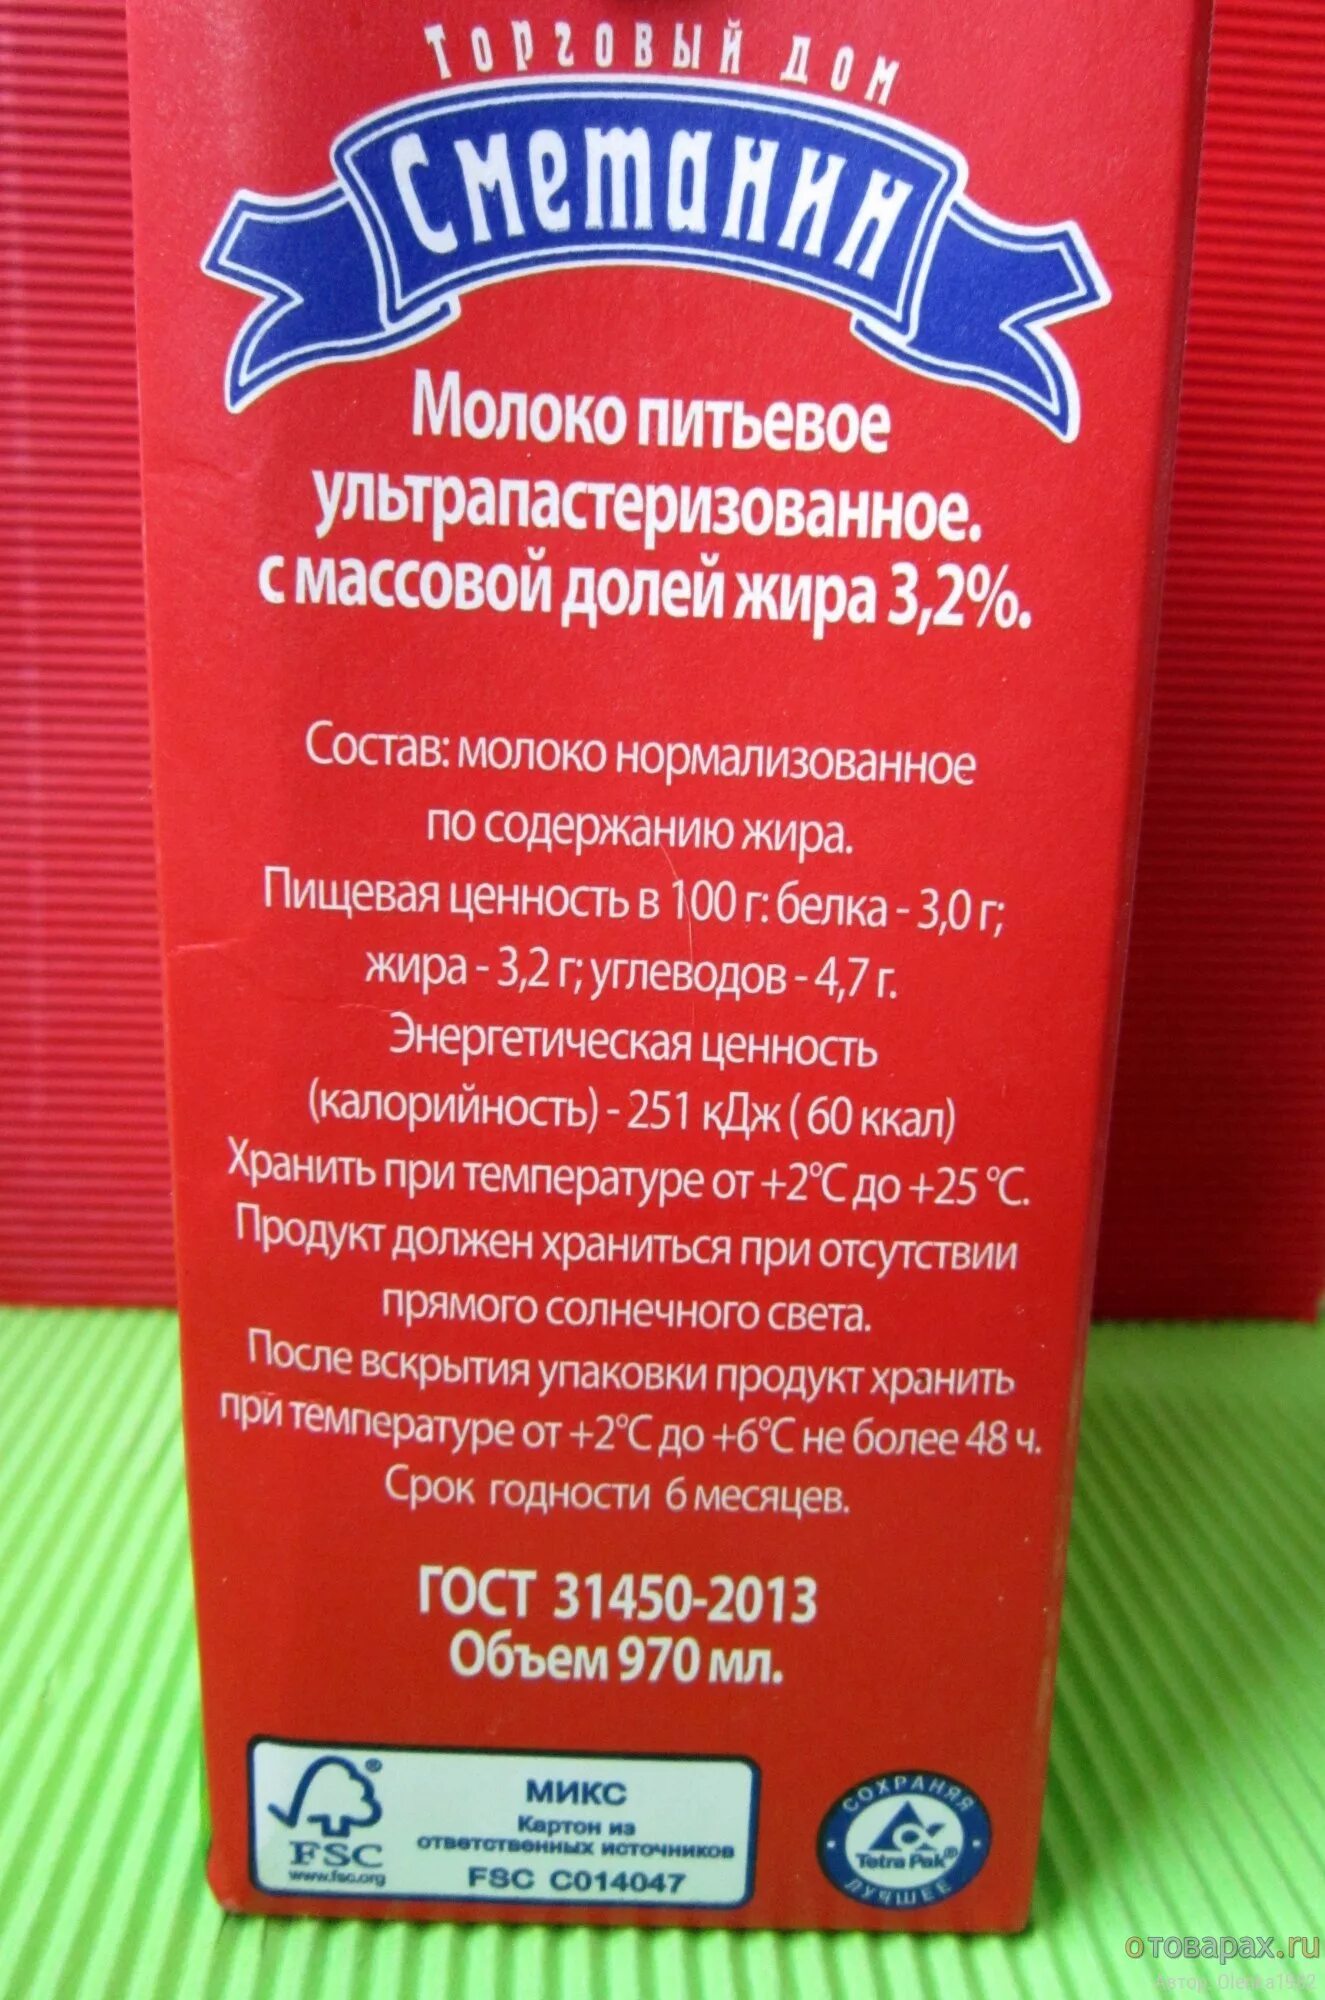 Торговый дом
Сметанин
Молоко питьевое
ультрапастеризованное.
с массовой долей жира 3,2%.
Состав: молоко нормализованное
по содержанию жира.
Пищевая ценность в 100 г: белка - 3,0 г;
жира - 3,2 г; углеводов - 4,7 г.
Энергетическая ценность
(калорийность) - 251 кДж ( 60 ккал)
Хранить при температуре от +2°С до +25 °С.
Продукт должен храниться при отсутствии
прямого солнечного света.
После вскрытия упаковки продукт хранить
при температуре от +2°С до +6°С не более 48 ч.
Срок годности 6 месяцев.
ГОСТ 31450-2013
Объем 970 мл.
FSC
www.fsc.org
МИКС
Картон из
ответственных источников
FSC C014047
СОХРАНЯЯ
Tetra Pak®
ЛУЧШЕЕ
отоварах.ru
Автор: Olenka1982